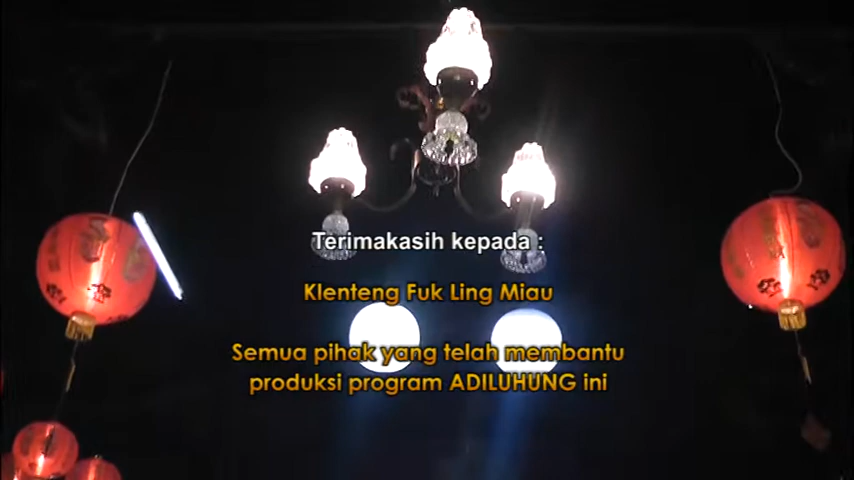 Terimakasih kepada :
Klenteng Fuk Ling Miau
Semua pihak yang telah membantu
produksi program ADILUHUNG ini